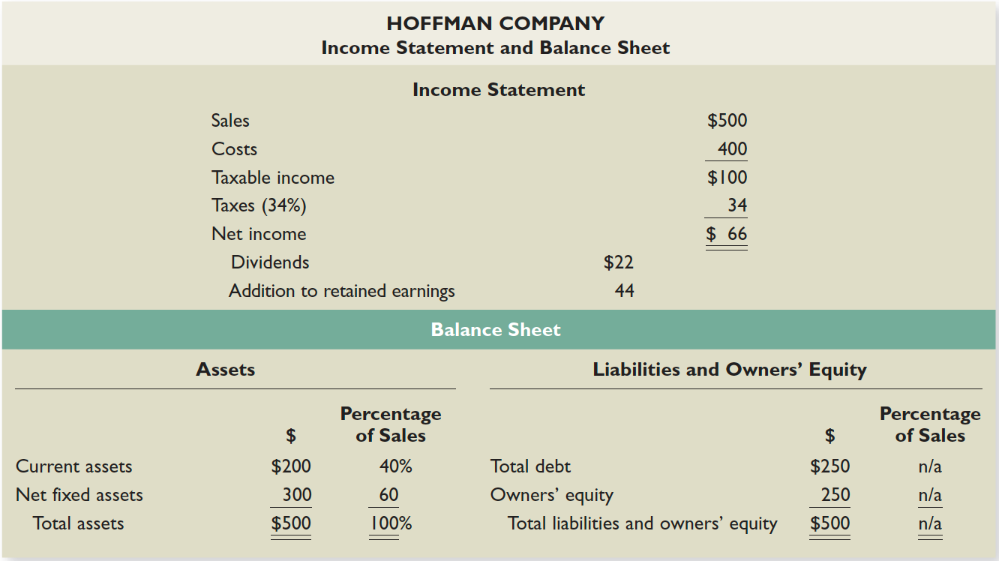 HOFFMAN COMPANY
Income Statement and Balance Sheet
Income Statement
Sales $500
Costs 400
Taxable income $100
Taxes (34%) 34
Net income $ 66
Dividends $22
Addition to retained earnings 44
Balance Sheet
Assets Liabilities and Owners’ Equity
Percentage Percentage
$ of Sales $ of Sales
Current assets $200 40% Total debt $250 n/a
Net fixed assets 300 60 Owners’ equity 250 n/a
Total assets $500 100% Total liabilities and owners’ equity $500 n/a